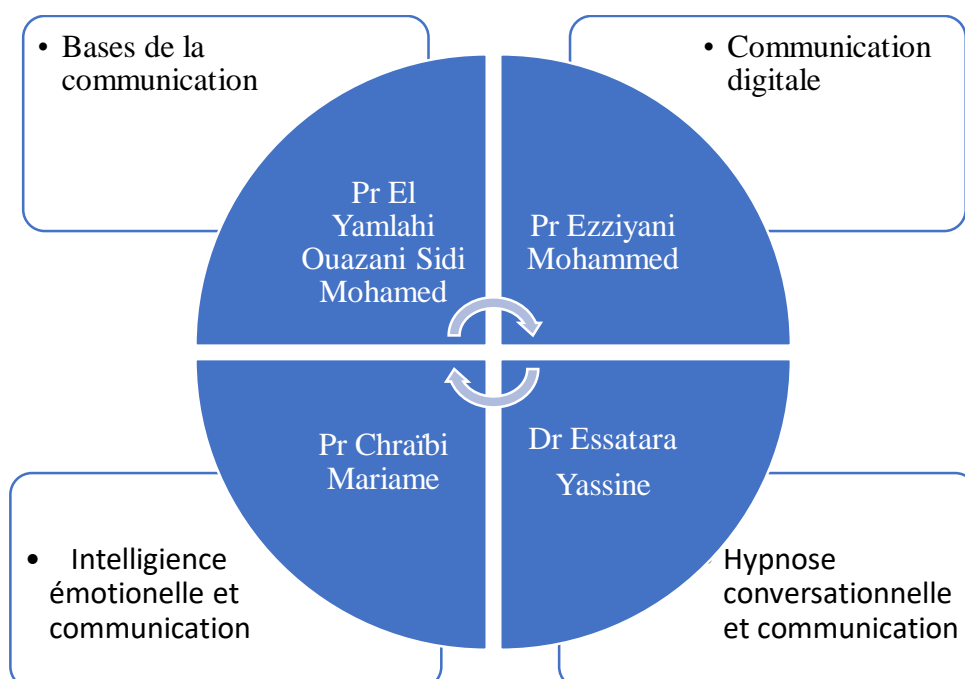 • Bases de la
communication
• Communication
digitale
Pr El
Yamlahi
Ouazani Sidi
Mohamed
Pr Ezziyani
Mohammed
Pr Chraïbi
Mariame
Dr Essatara
Yassine
• Intelligience
émotionelle et
communication
Hypnose
conversationnelle
et communication